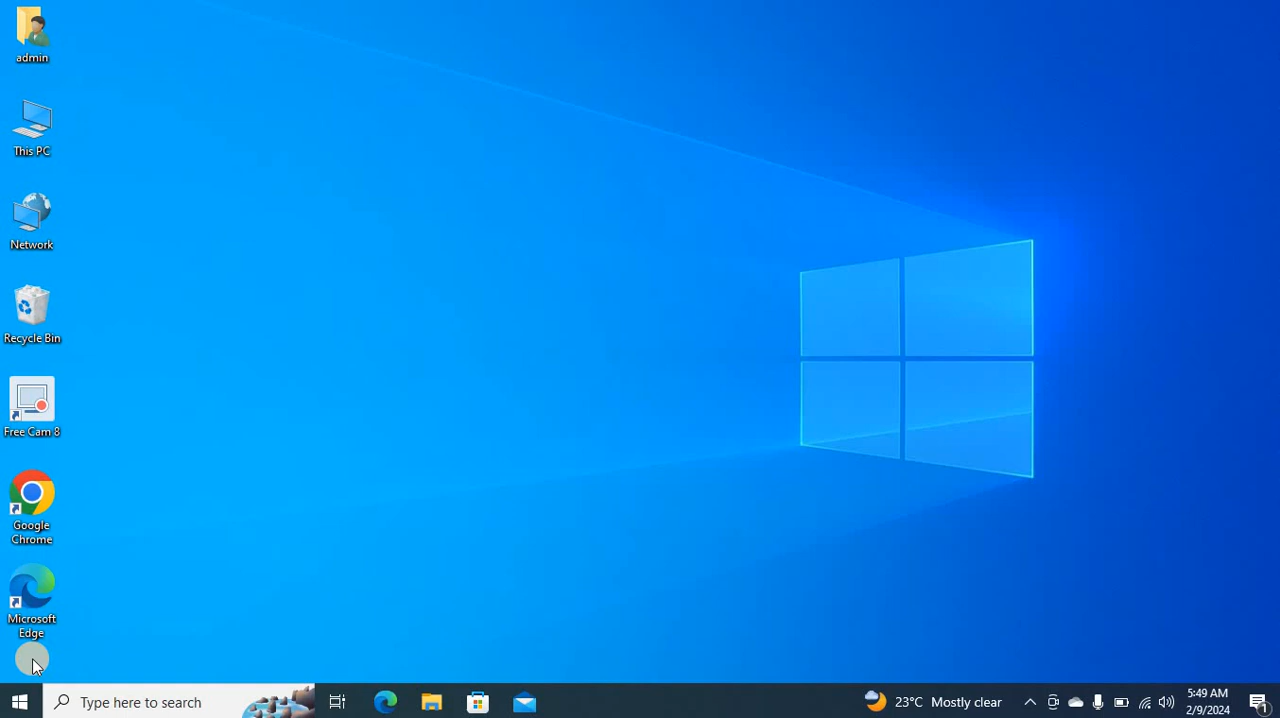 admin
This PC
Network
Recycle Bin
Free Cam 8
Google
Chrome
Microsoft
Edge
Type here to search
23°C Mostly clear
5:49 AM
2/9/2024
1